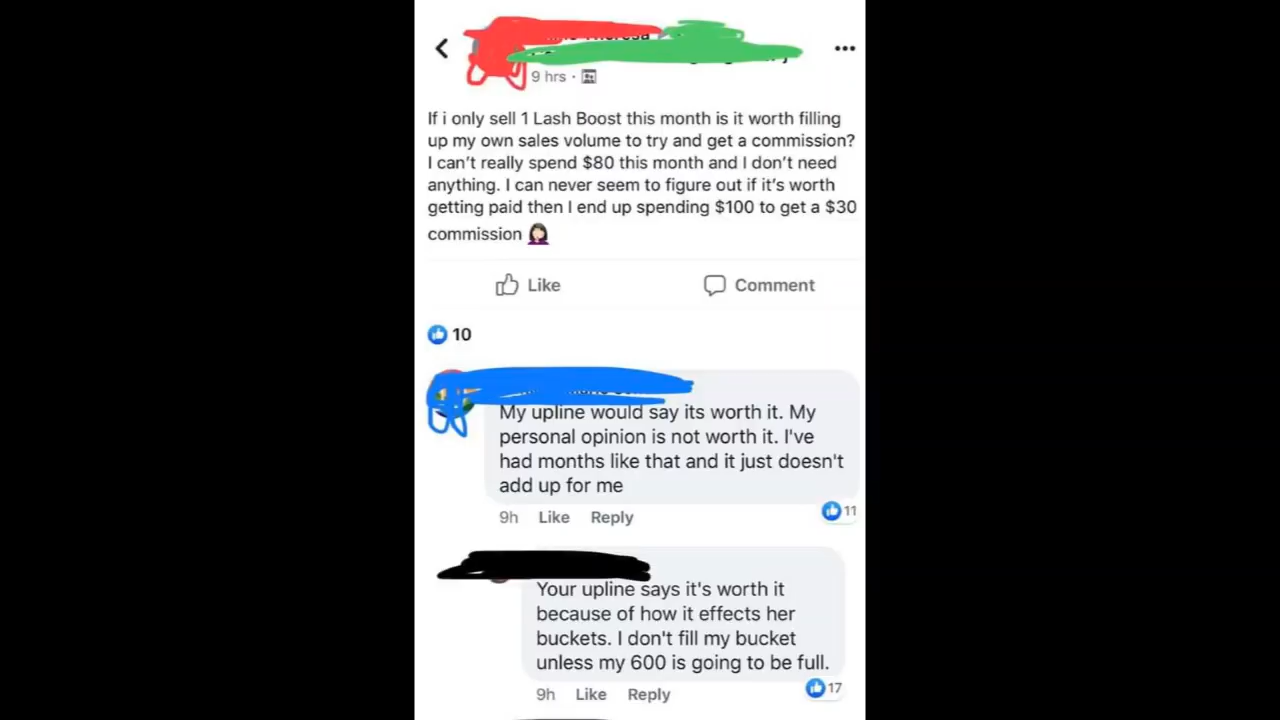 9 hrs ·
If i only sell 1 Lash Boost this month is it worth filling
up my own sales volume to try and get a commission?
I can't really spend $80 this month and I don't need
anything. I can never seem to figure out if it's worth
getting paid then I end up spending $100 to get a $30
commission
Like
Comment
10
My upline would say its worth it. My
personal opinion is not worth it. I've
had months like that and it just doesn't
add up for me
9h Like Reply
11
Your upline says it's worth it
because of how it effects her
buckets. I don't fill my bucket
unless my 600 is going to be full.
9h Like Reply
17